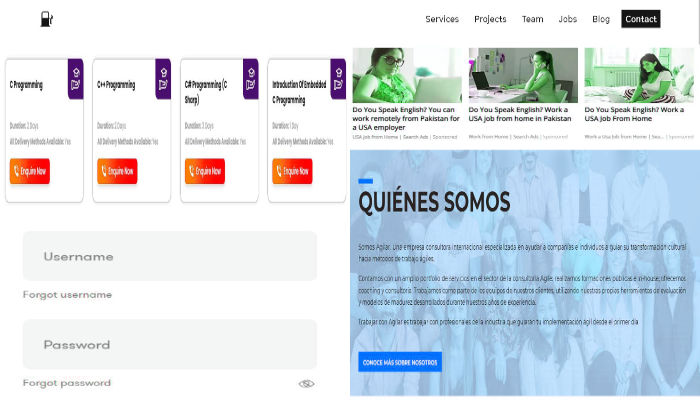 Services Projects Team Jobs Blog Contact
C Programming
Duration: 2 Days
All Delivery Methods Available: Yes
Enquire Now
C++ Programming
Duration: 2 Days
All Delivery Methods Available: Yes
Enquire Now
C# Programming (C
Sharp)
Duration: 2 Days
All Delivery Methods Available: Yes
Enquire Now
Introduction Of Embedded
C Programming
Duration: 1 Day
All Delivery Methods Available: Yes
Enquire Now
Do You Speak English? You can
work remotely from Pakistan for
a USA employer
USA Job From Home | Search Ads | Sponsored
Do You Speak English? Work a
USA job from home in Pakistan
Work from Home | Search Ads | Sponsored
Do You Speak English? Work a
USA Job From Home
Work a Usa Job from Home | You... | Sponsored
Username
Forgot username
Password
Forgot password
QUIÉNES SOMOS
Somos Agilar. Una empresa consultora internacional especializada en ayudar a compañías e individuos a guiar su transformación cultural
hacia métodos de trabajo ágiles.
Contamos con un amplio portfolio de servicios en el sector de la consultoría Agile: realizamos formaciones públicas e in-house, ofrecemos
coaching y consultoría. Trabajamos como parte de los equipos de nuestros clientes, utilizando nuestras propias herramientas de evaluación
y modelos de madurez desarrollados durante nuestros años de experiencia.
Trabajar con Agilar es trabajar con profesionales de la industria que guiarán tu implementación ágil desde el primer día
CONOCE MÁS SOBRE NOSOTROS